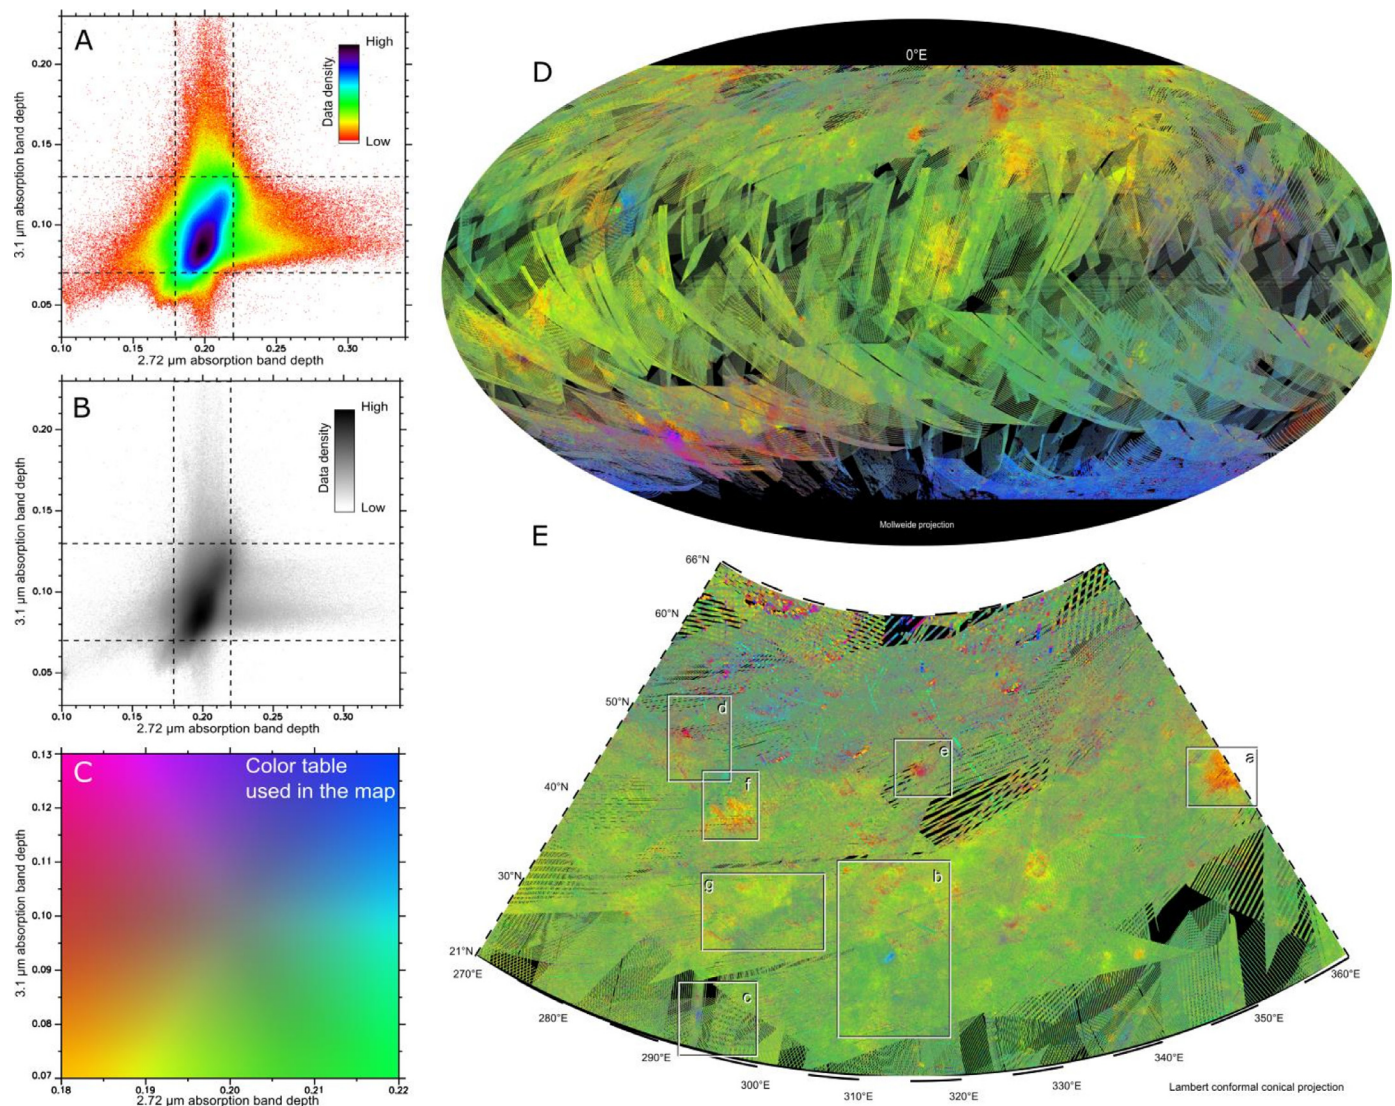 A
High
Data density
Low
0.20
0.15
0.10
0.05
3.1 µm absorption band depth
0.10
0.15
0.20
0.25
0.30
2.72 µm absorption band depth
B
High
Data density
Low
0.20
0.15
0.10
0.05
3.1 µm absorption band depth
0.10
0.15
0.20
0.25
0.30
2.72 µm absorption band depth
C
Color table
used in the map
0.13
0.12
0.11
0.10
0.09
0.08
0.07
3.1 µm absorption band depth
0.18
0.19
0.20
0.21
0.22
2.72 µm absorption band depth
D
0°E
Mollweide projection
E
66°N
60°N
50°N
40°N
30°N
21°N
270°E
280°E
290°E
300°E
310°E
320°E
330°E
340°E
350°E
360°E
d
e
a
f
g
b
c
Lambert conformal conical projection